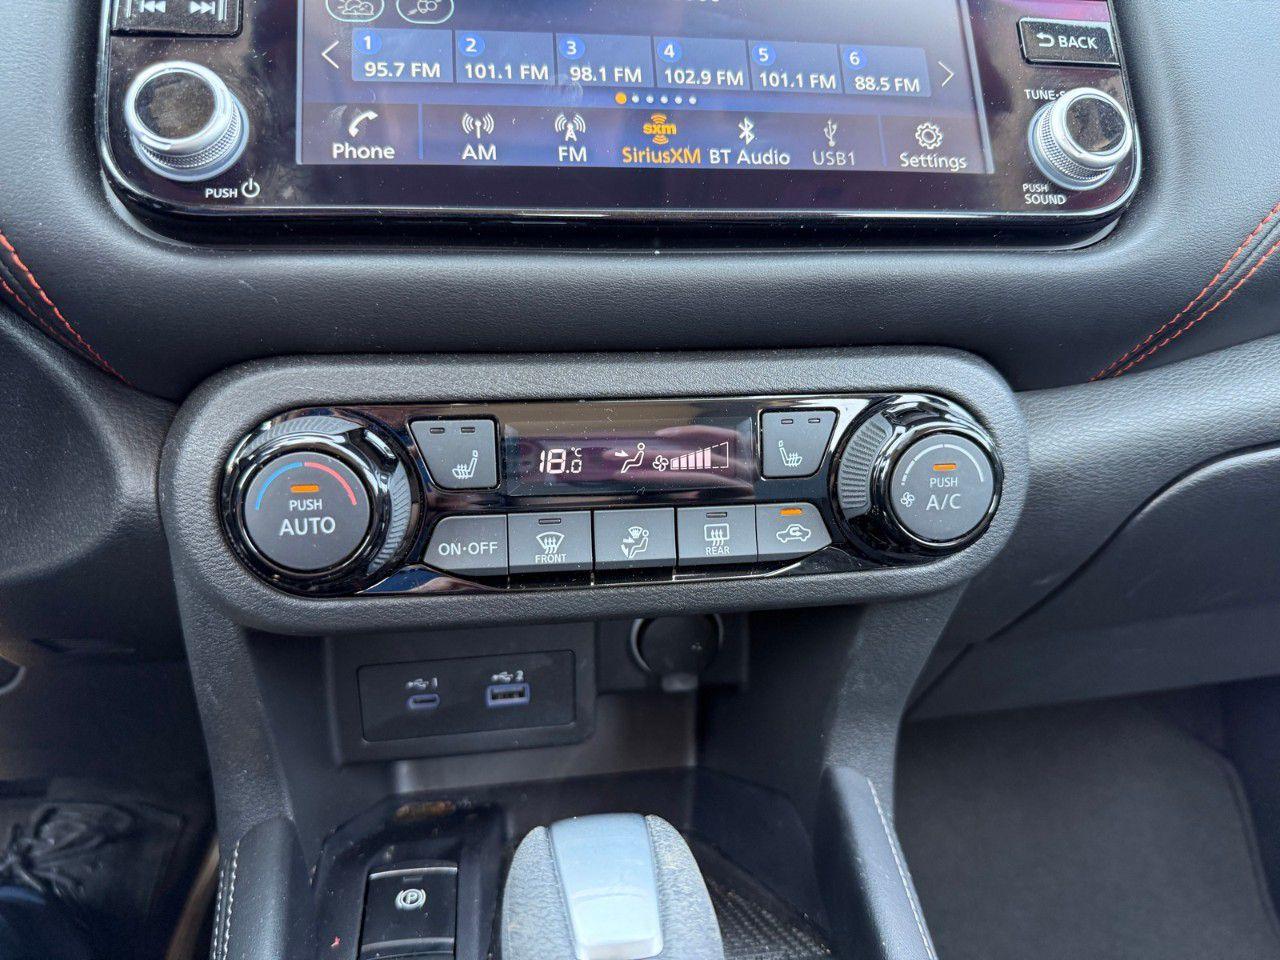 BACK
1 2 3 4 5 6
95.7 FM 101.1 FM 98.1 FM 102.9 FM 101.1 FM 88.5 FM
TUNE·S
sxm
Phone AM FM SiriusXM BT Audio USB1 Settings
PUSH
PUSH
SOUND
18.0 °C
PUSH
AUTO
PUSH
A/C
ON·OFF
FRONT
REAR
1 2
P